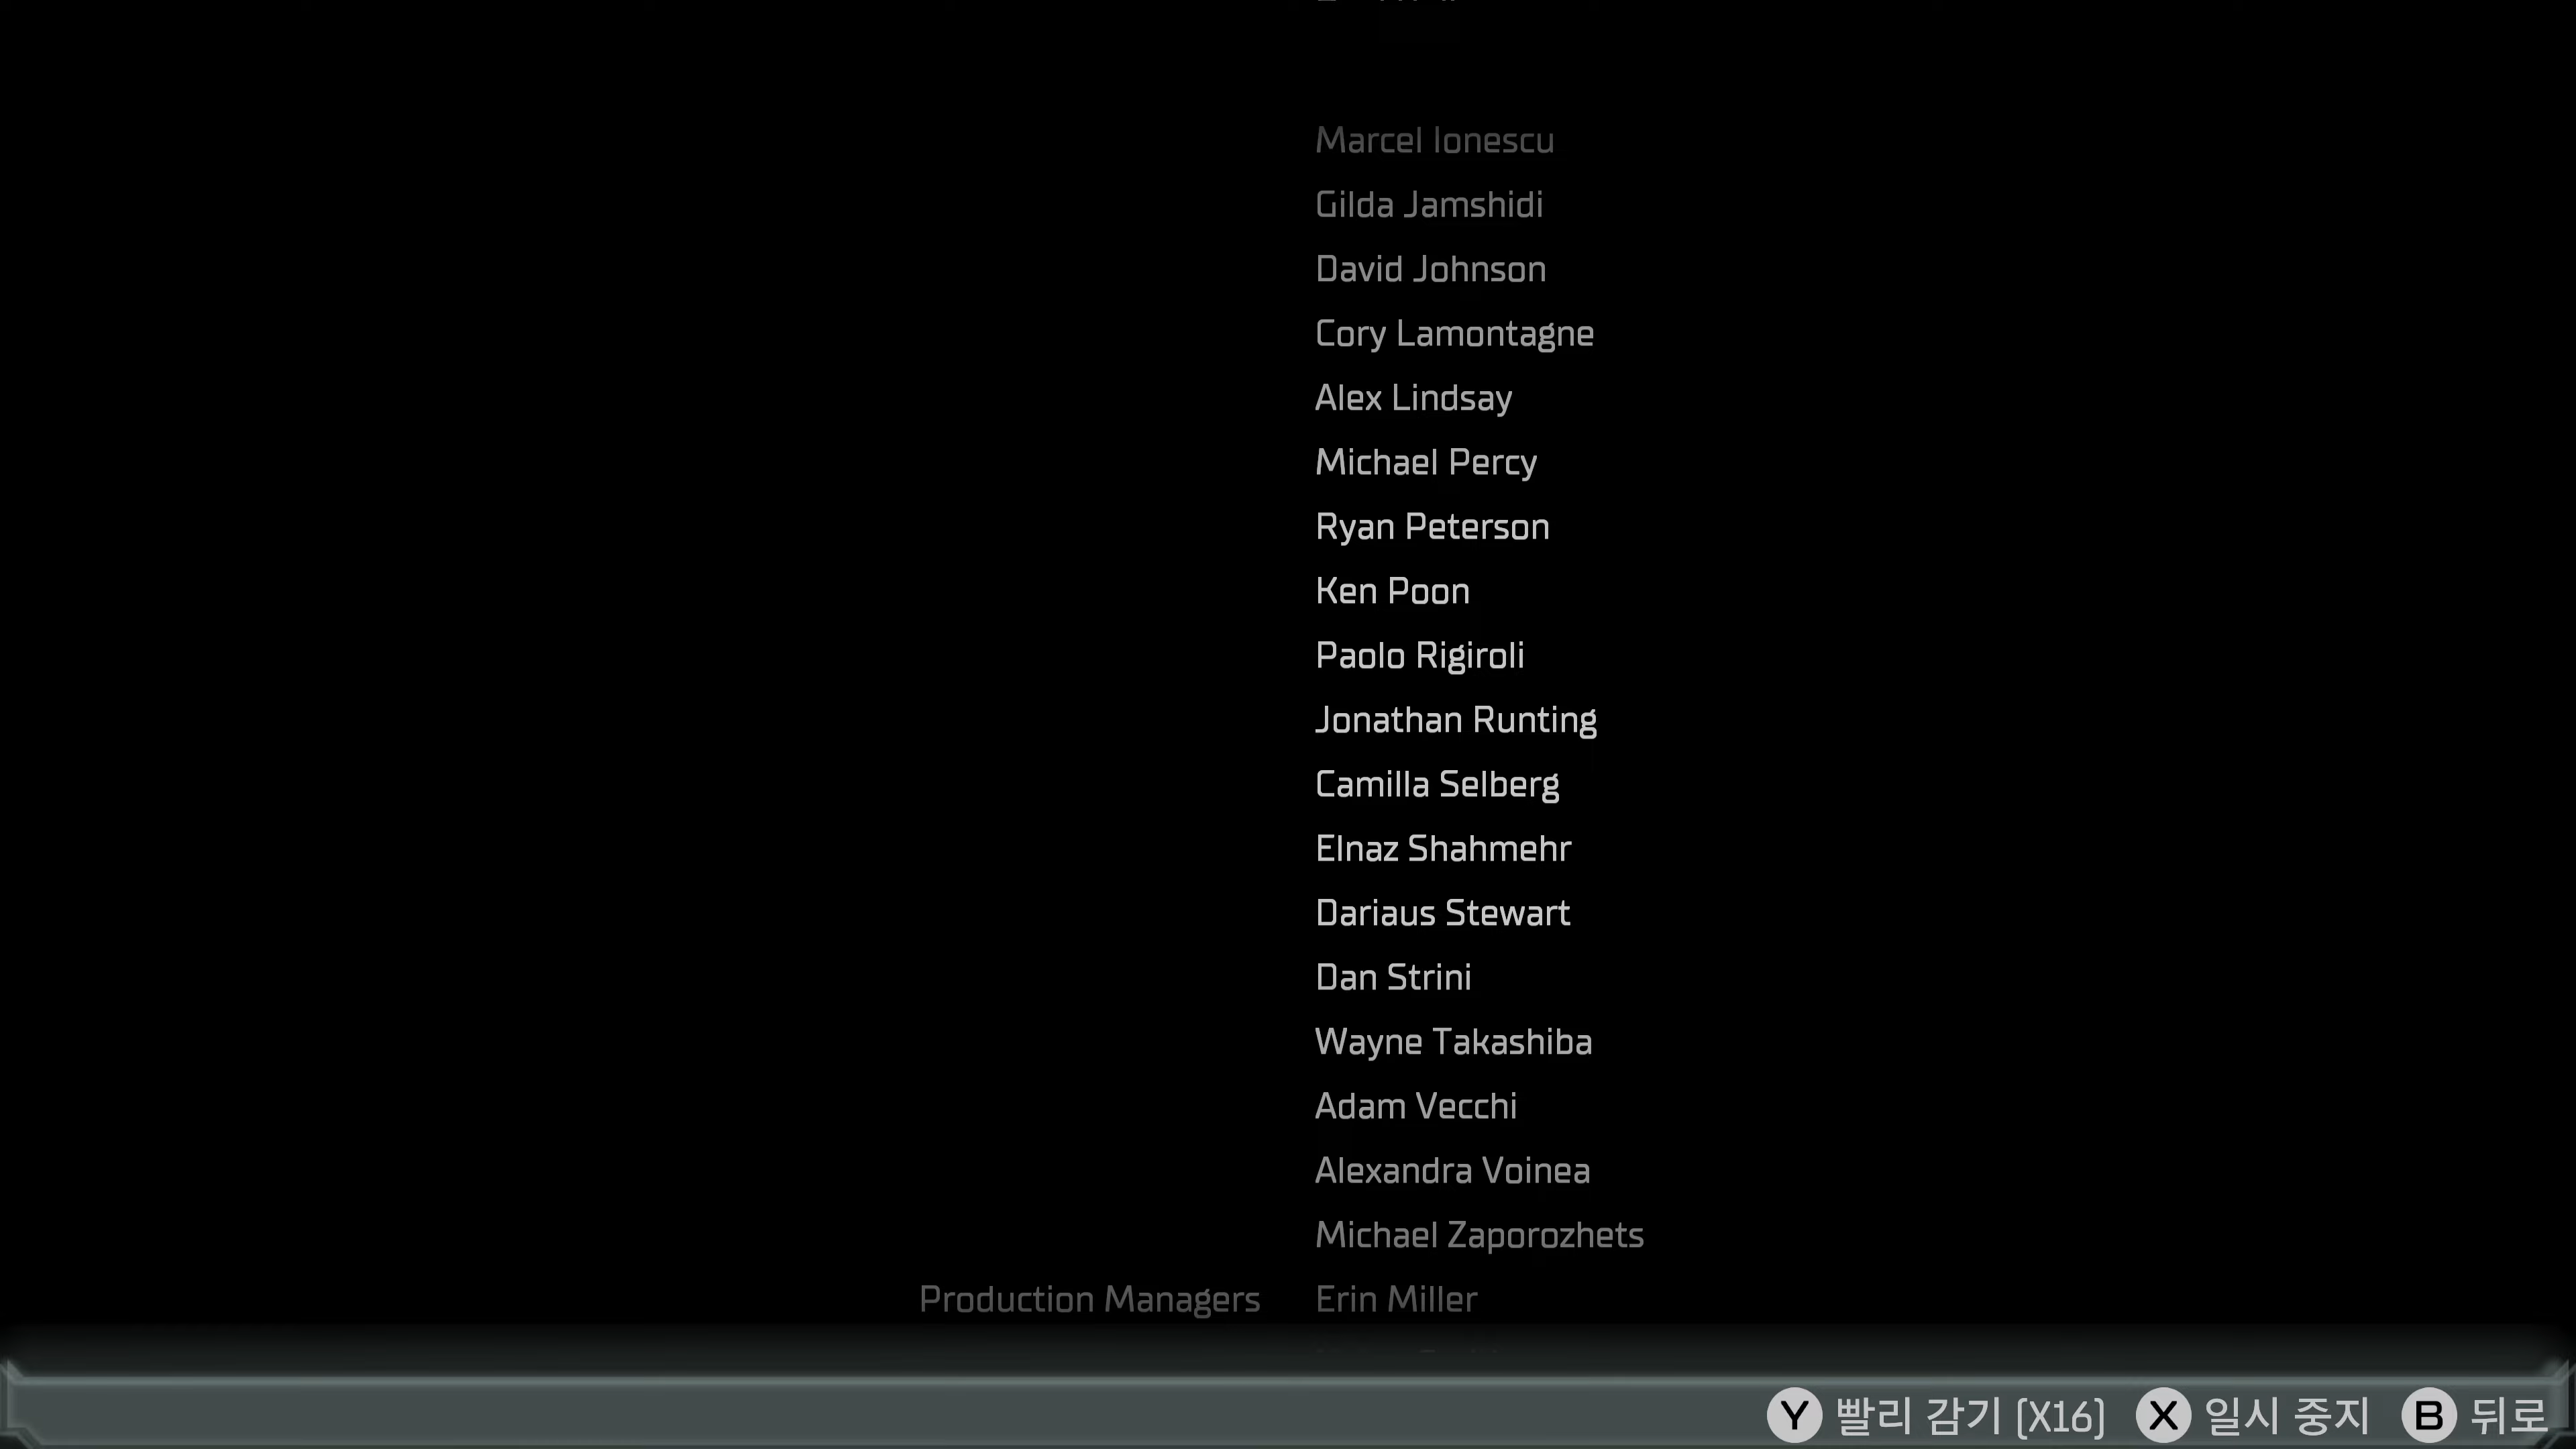 Marcel Ionescu
Gilda Jamshidi
David Johnson
Cory Lamontagne
Alex Lindsay
Michael Percy
Ryan Peterson
Ken Poon
Paolo Rigiroli
Jonathan Runting
Camilla Selberg
Elnaz Shahmehr
Dariaus Stewart
Dan Strini
Wayne Takashiba
Adam Vecchi
Alexandra Voinea
Michael Zaporozhets
Production Managers Erin Miller
Y 빨리 감기 (X16) X 일시 중지 B 뒤로